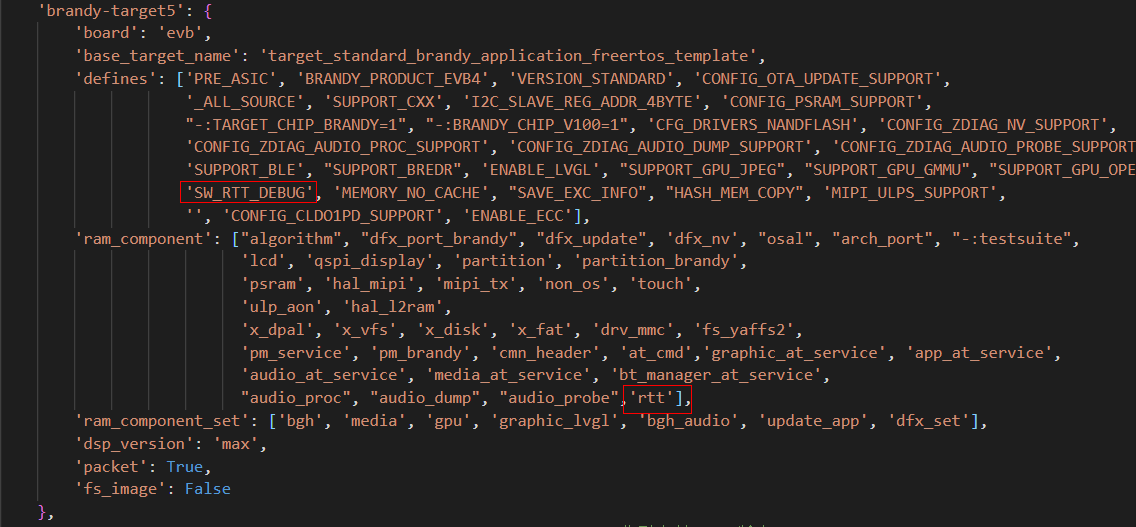 'brandy-target5': {
'board': 'evb',
'base_target_name': 'target_standard_brandy_application_freertos_template',
'defines': ['PRE_ASIC', 'BRANDY_PRODUCT_EVB4', 'VERSION_STANDARD', 'CONFIG_OTA_UPDATE_SUPPORT',
'_ALL_SOURCE', 'SUPPORT_CXX', 'I2C_SLAVE_REG_ADDR_4BYTE', 'CONFIG_PSRAM_SUPPORT',
"-:TARGET_CHIP_BRANDY=1", "-:BRANDY_CHIP_V100=1", 'CFG_DRIVERS_NANDFLASH', 'CONFIG_ZDIAG_NV_SUPPORT',
'CONFIG_ZDIAG_AUDIO_PROC_SUPPORT', 'CONFIG_ZDIAG_AUDIO_DUMP_SUPPORT', 'CONFIG_ZDIAG_AUDIO_PROBE_SUPPORT
'SUPPORT_BLE', "SUPPORT_BREDR", 'ENABLE_LVGL', "SUPPORT_GPU_JPEG", "SUPPORT_GPU_GMMU", "SUPPORT_GPU_OPE
'SW_RTT_DEBUG', 'MEMORY_NO_CACHE', "SAVE_EXC_INFO", "HASH_MEM_COPY", 'MIPI_ULPS_SUPPORT',
'', 'CONFIG_CLDO1PD_SUPPORT', 'ENABLE_ECC'],
'ram_component': ["algorithm", "dfx_port_brandy", "dfx_update", 'dfx_nv', "osal", "arch_port", "-:testsuite",
'lcd', 'qspi_display', 'partition', 'partition_brandy',
'psram', 'hal_mipi', 'mipi_tx', 'non_os', 'touch',
'ulp_aon', 'hal_l2ram',
'x_dpal', 'x_vfs', 'x_disk', 'x_fat', 'drv_mmc', 'fs_yaffs2',
'pm_service', 'pm_brandy', 'cmn_header', 'at_cmd','graphic_at_service', 'app_at_service',
'audio_at_service', 'media_at_service', 'bt_manager_at_service',
"audio_proc", "audio_dump", "audio_probe",'rtt'],
'ram_component_set': ['bgh', 'media', 'gpu', 'graphic_lvgl', 'bgh_audio', 'update_app', 'dfx_set'],
'dsp_version': 'max',
'packet': True,
'fs_image': False
},